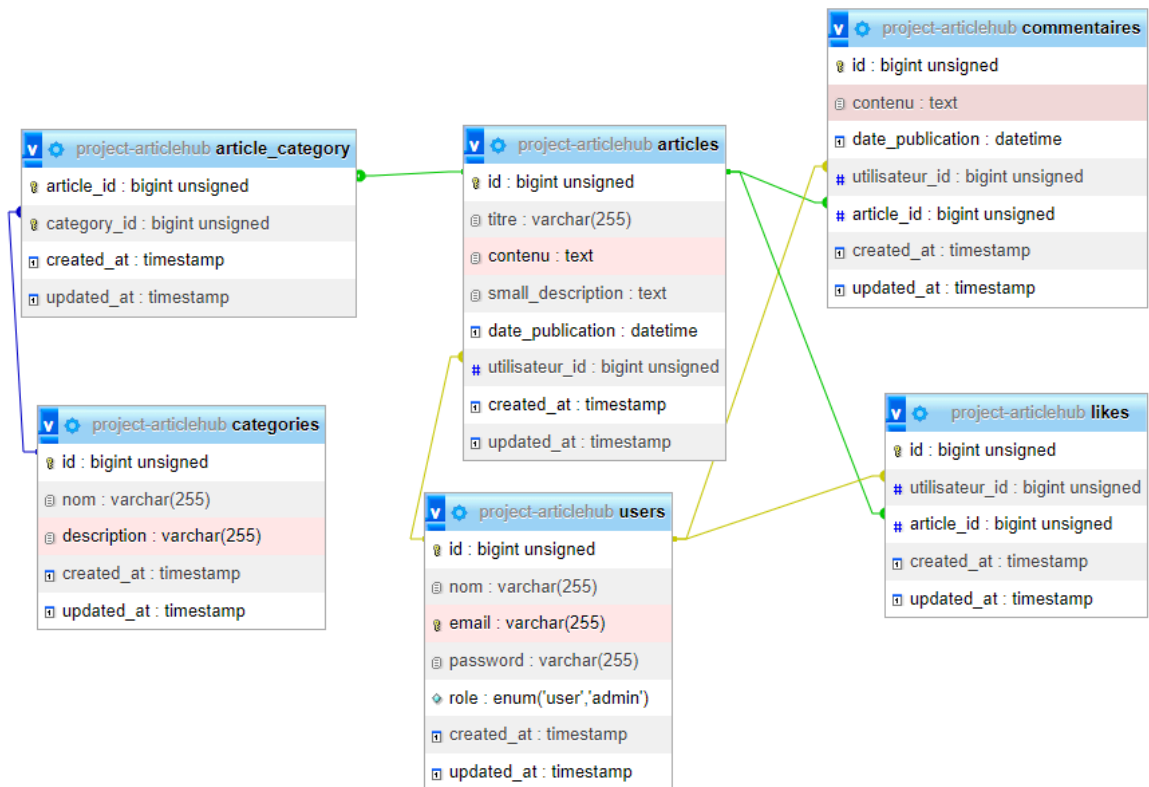 v project-articlehub article_category
article_id : bigint unsigned
category_id : bigint unsigned
created_at : timestamp
updated_at : timestamp
v project-articlehub categories
id : bigint unsigned
nom : varchar(255)
description : varchar(255)
created_at : timestamp
updated_at : timestamp
v project-articlehub articles
id : bigint unsigned
titre : varchar(255)
contenu : text
small_description : text
date_publication : datetime
# utilisateur_id : bigint unsigned
created_at : timestamp
updated_at : timestamp
v project-articlehub users
id : bigint unsigned
nom : varchar(255)
email : varchar(255)
password : varchar(255)
role : enum('user','admin')
created_at : timestamp
updated_at : timestamp
v project-articlehub commentaires
id : bigint unsigned
contenu : text
date_publication : datetime
# utilisateur_id : bigint unsigned
# article_id : bigint unsigned
created_at : timestamp
updated_at : timestamp
v project-articlehub likes
id : bigint unsigned
# utilisateur_id : bigint unsigned
# article_id : bigint unsigned
created_at : timestamp
updated_at : timestamp